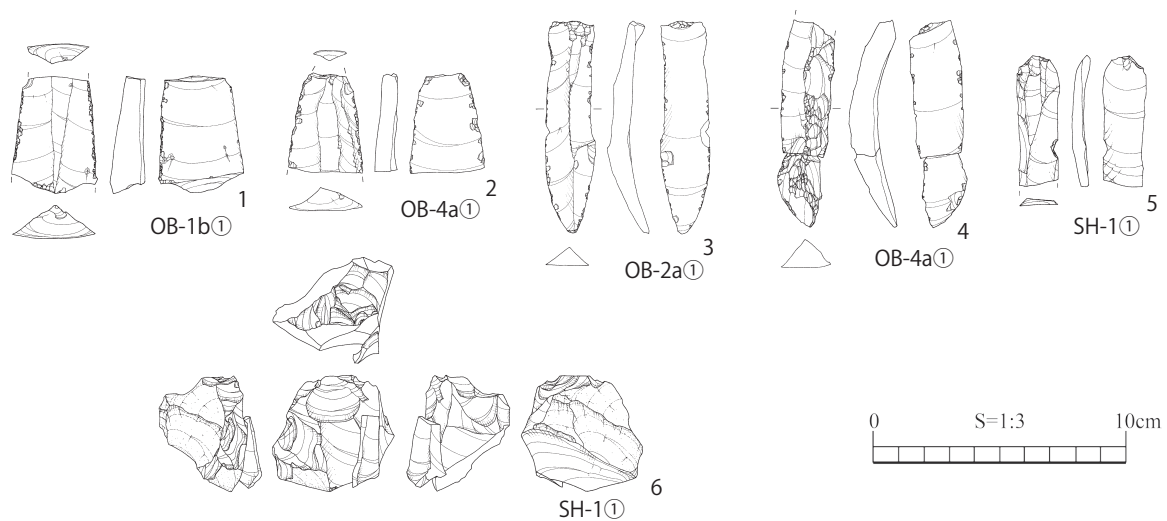 1
OB-1b①
2
OB-4a①
3
OB-2a①
4
OB-4a①
5
SH-1①
6
SH-1①
0 S=1:3 10cm